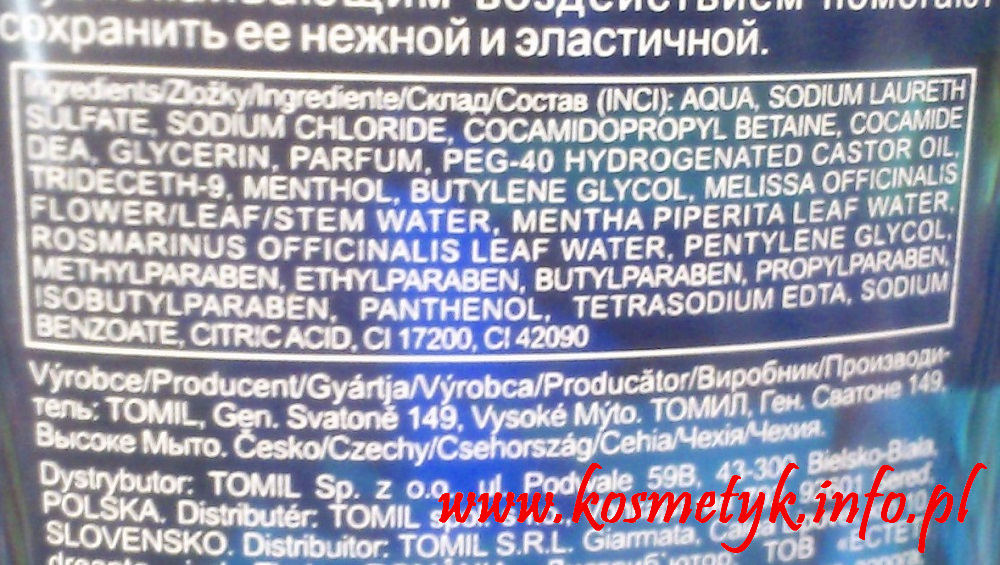 воздействием помогают
сохранить ее нежной и эластичной.
Ingredients/Zložky/Ingrediente/Склад/Состав (INCI): AQUA, SODIUM LAURETH
SULFATE, SODIUM CHLORIDE, COCAMIDOPROPYL BETAINE, COCAMIDE
DEA, GLYCERIN, PARFUM, PEG-40 HYDROGENATED CASTOR OIL,
TRIDECETH-9, MENTHOL, BUTYLENE GLYCOL, MELISSA OFFICINALIS
FLOWER/LEAF/STEM WATER, MENTHA PIPERITA LEAF WATER,
ROSMARINUS OFFICINALIS LEAF WATER, PENTYLENE GLYCOL,
METHYLPARABEN, ETHYLPARABEN, BUTYLPARABEN, PROPYLPARABEN,
ISOBUTYLPARABEN, PANTHENOL, TETRASODIUM EDTA, SODIUM
BENZOATE, CITRIC ACID, CI 17200, CI 42090
Výrobce/Producent/Gyártja/Výrobca/Producător/Виробник/Производи-
тель: TOMIL, Gen. Svatoně 149, Vysoké Mýto. ТОМИЛ, Ген. Сватоне 149,
Высоке Мыто. Česko/Czechy/Csehország/Cehia/Чехія/Чехия.
Dystrybutor: TOMIL Sp. z o.o. ul. Podwale 59B, 43-300 Bielsko-Biała,
POLSKA. Distributér: TOMIL
SLOVENSKO. Distribuitor: TOMIL S.R.L. Giarmata,
ТОВ
www.kosmetyk.info.pl